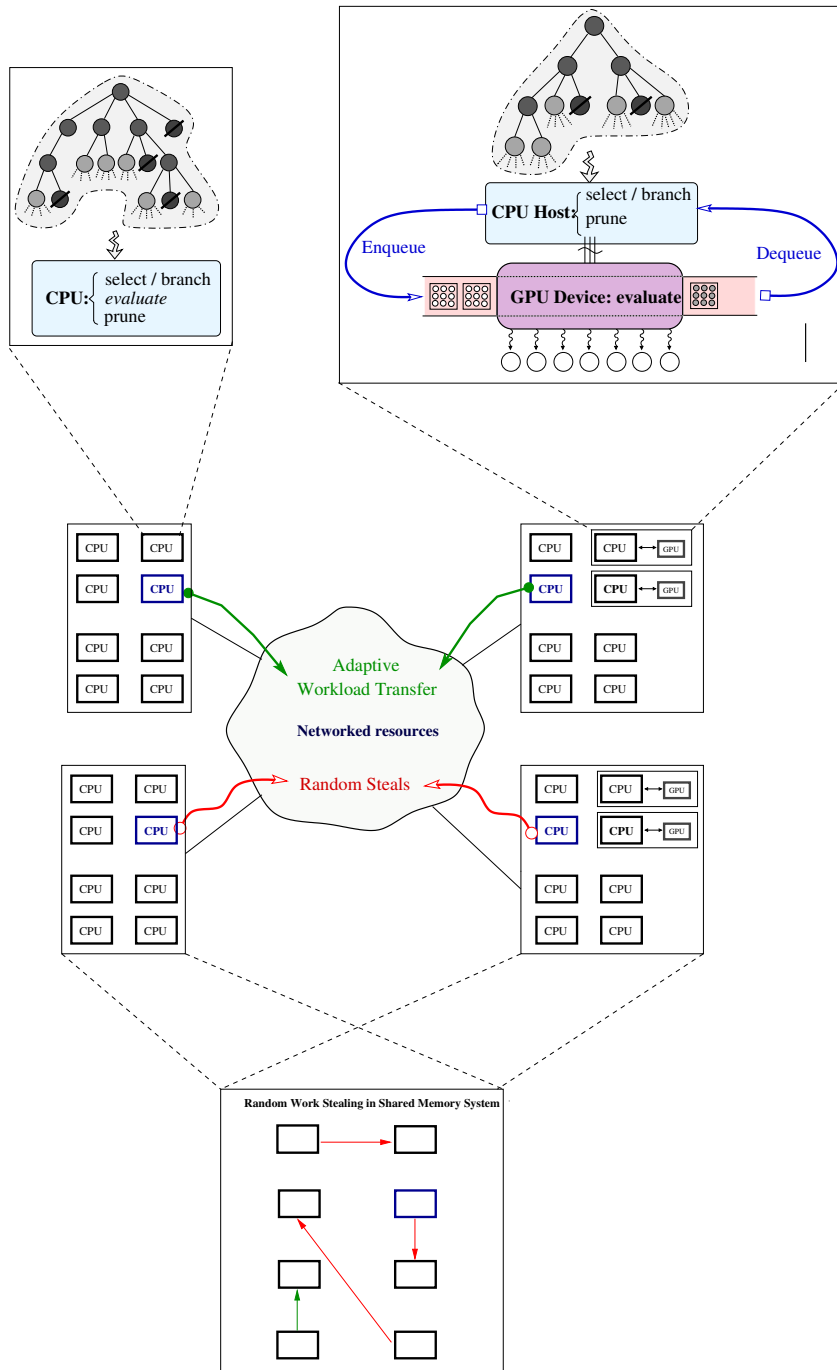 select / branch
CPU Host:
prune
Enqueue
Dequeue
GPU Device: evaluate
select / branch
CPU:
evaluate
prune
CPU CPU
CPU CPU
CPU CPU
CPU CPU
CPU CPU GPU
CPU CPU GPU
CPU CPU
CPU CPU
Adaptive
Workload Transfer
Networked resources
Random Steals
CPU CPU
CPU CPU
CPU CPU
CPU CPU
CPU CPU GPU
CPU CPU GPU
CPU CPU
CPU CPU
Random Work Stealing in Shared Memory System